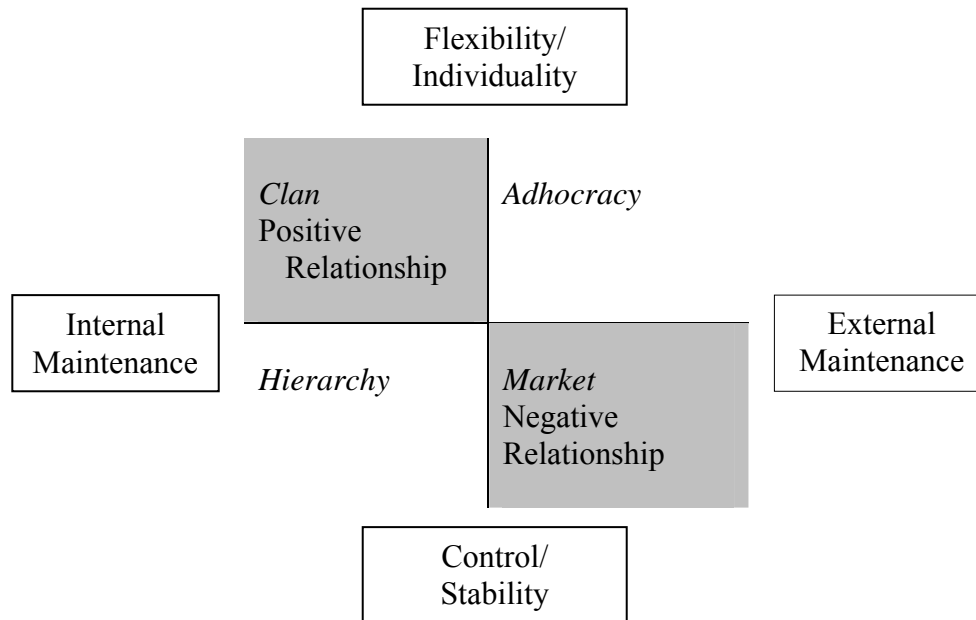 Flexibility/
Individuality
Clan
Positive
Relationship
Adhocracy
Internal
Maintenance
External
Maintenance
Hierarchy
Market
Negative
Relationship
Control/
Stability